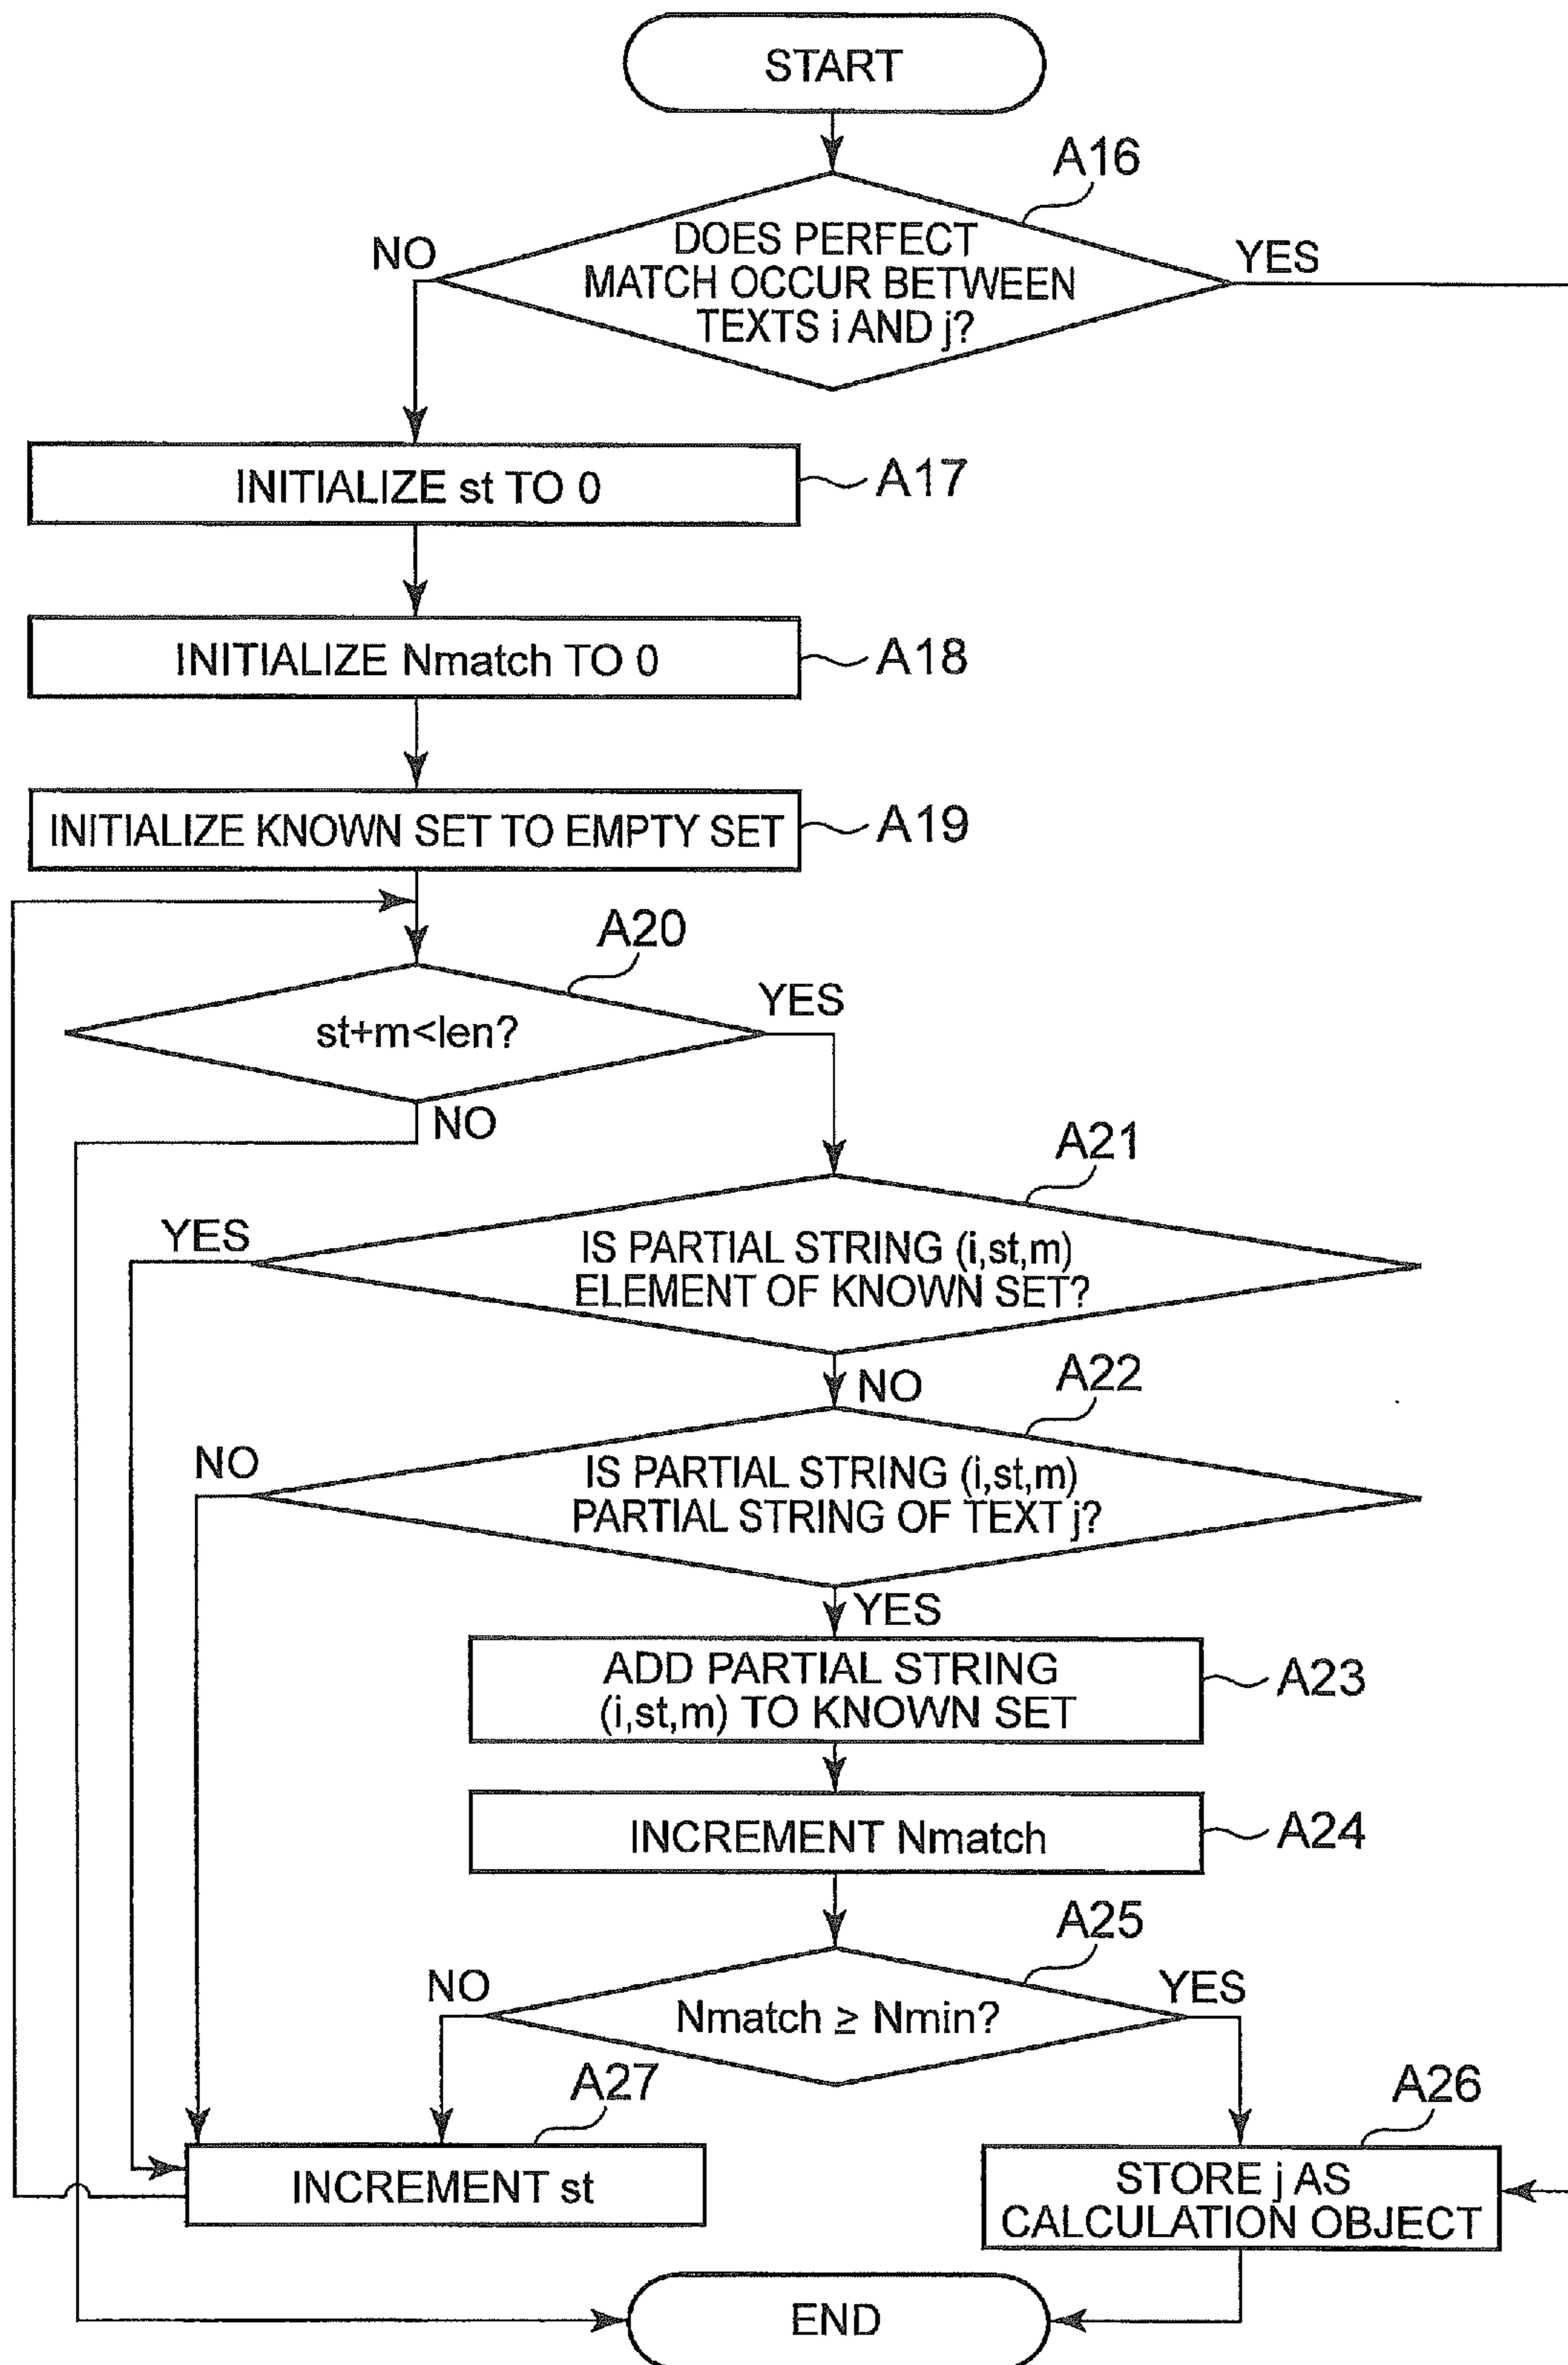 START
A16
DOES PERFECT
MATCH OCCUR BETWEEN
TEXTS i AND j?
NO
YES
INITIALIZE st TO 0
A17
INITIALIZE Nmatch TO 0
A18
INITIALIZE KNOWN SET TO EMPTY SET
A19
A20
st+m<len?
YES
NO
A21
YES
IS PARTIAL STRING (i,st,m)
ELEMENT OF KNOWN SET?
NO
A22
NO
IS PARTIAL STRING (i,st,m)
PARTIAL STRING OF TEXT j?
YES
ADD PARTIAL STRING
(i,st,m) TO KNOWN SET
A23
INCREMENT Nmatch
A24
A25
NO
YES
Nmatch ≥ Nmin?
A27
A26
INCREMENT st
STORE j AS
CALCULATION OBJECT
END